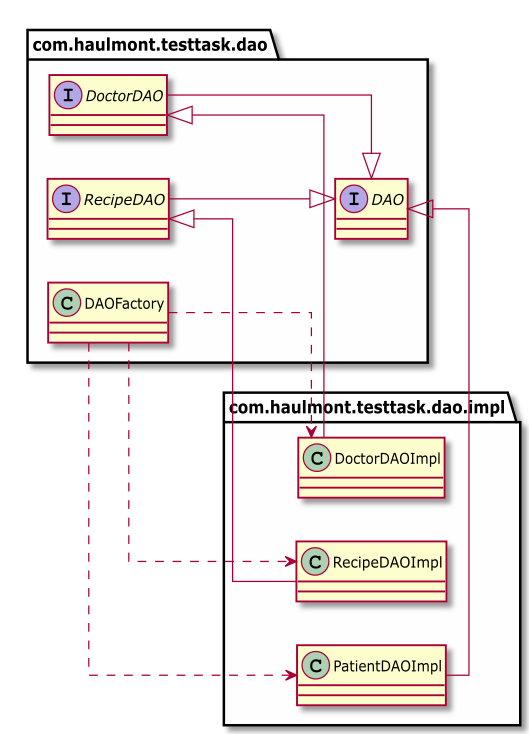 com.haulmont.testtask.dao
I DoctorDAO
I RecipeDAO
I DAO
C DAOFactory
com.haulmont.testtask.dao.impl
C DoctorDAOImpl
C RecipeDAOImpl
C PatientDAOImpl